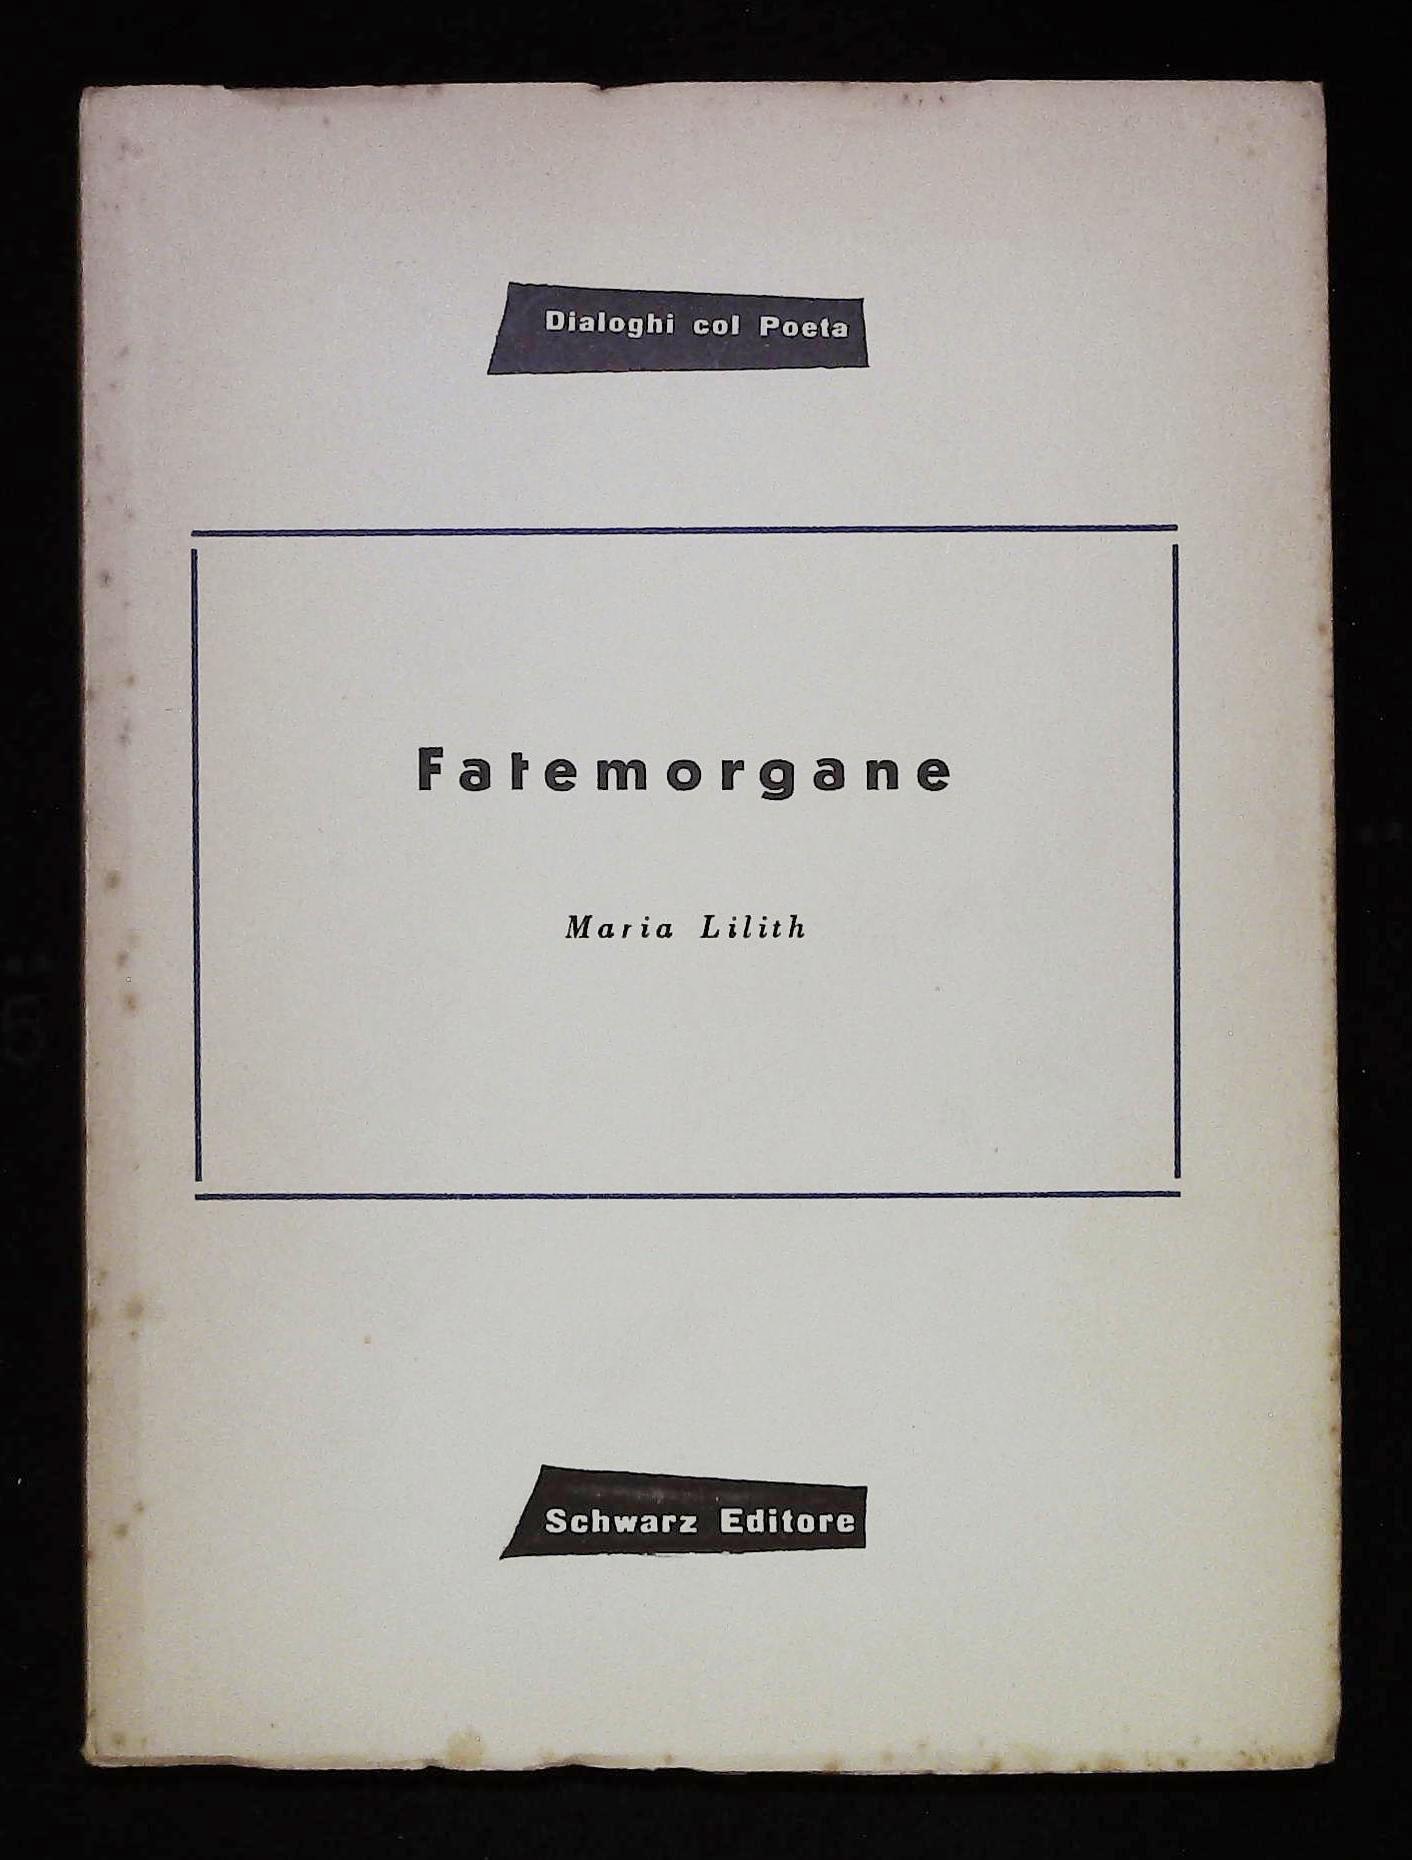 Dialoghi col Poeta
Fatemorgane
Maria Lilith
Schwarz Editore